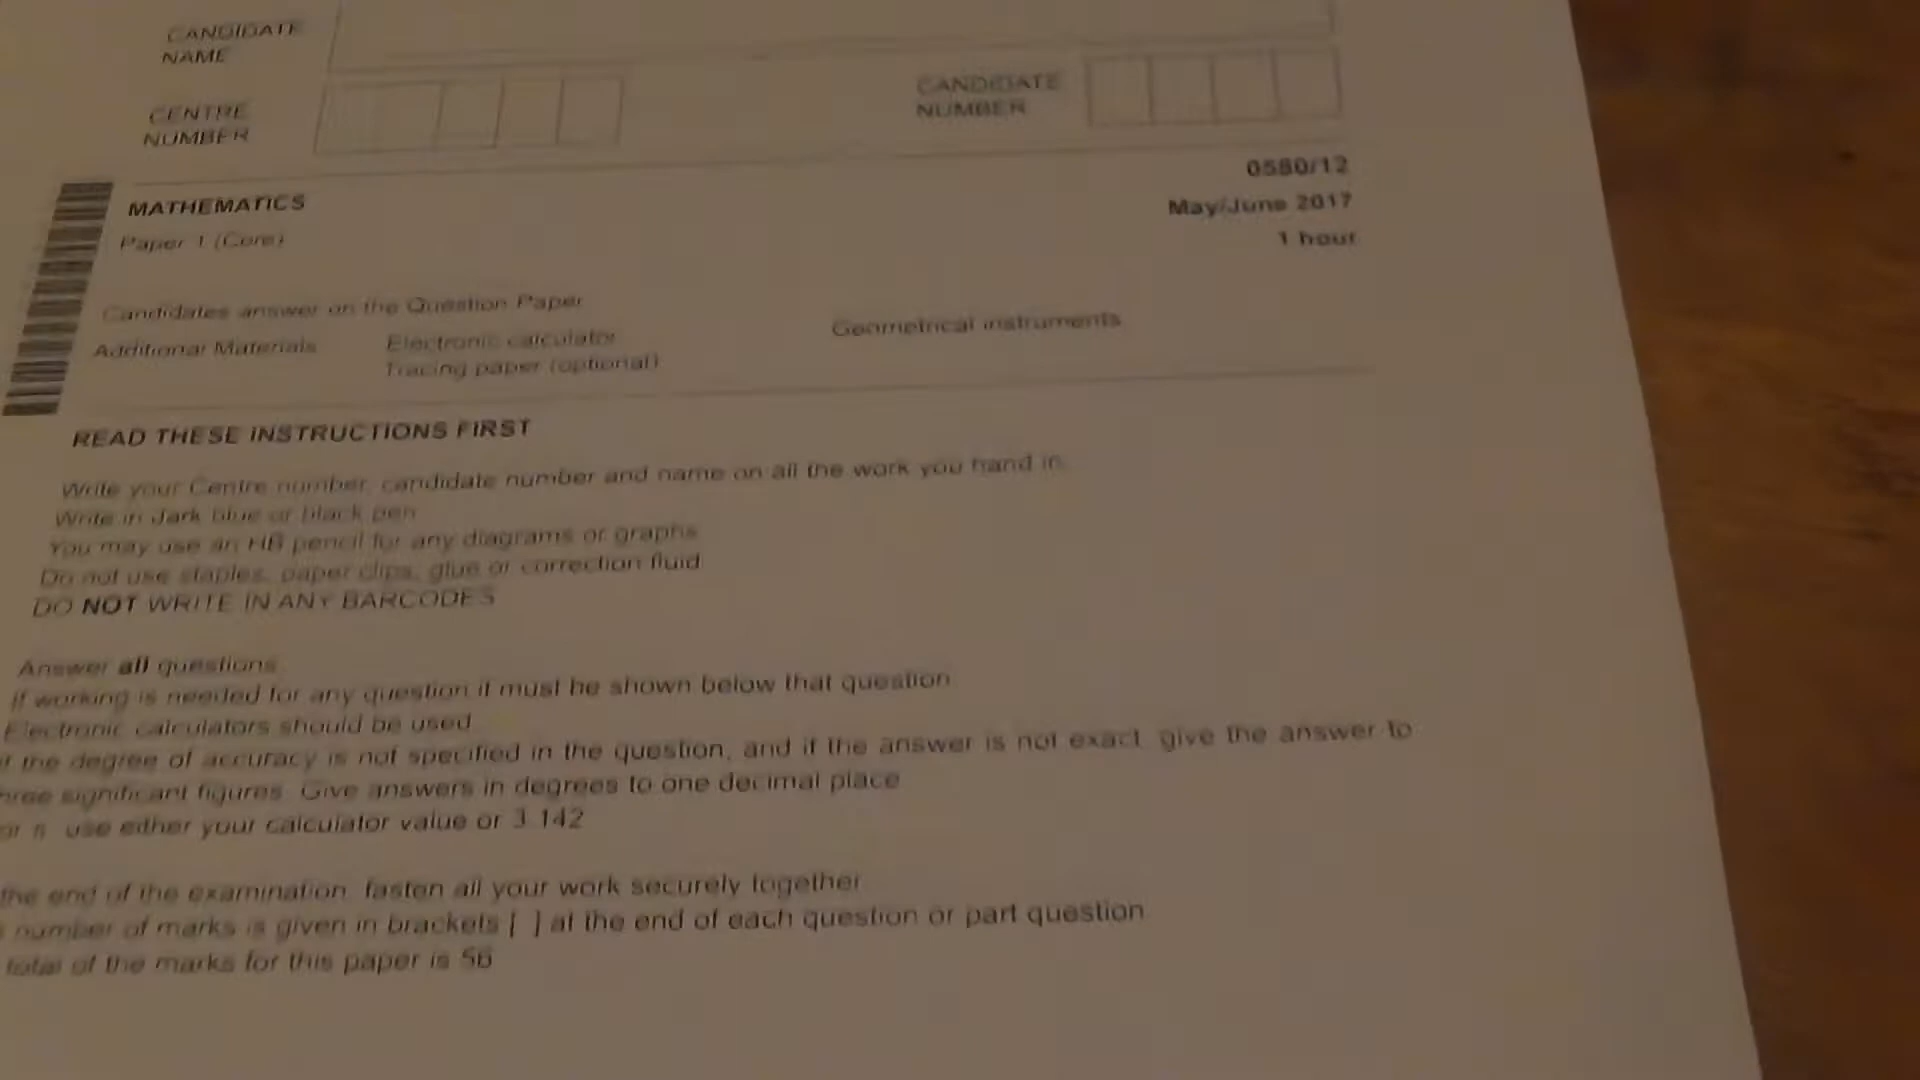 CANDIDATE
NAME
CENTRE
NUMBER
CANDIDATE
NUMBER
MATHEMATICS
0580/12
Paper 1 (Core)
May/June 2017
1 hour
Candidates answer on the Question Paper
Additional Materials
Electronic calculator
Geometrical instruments
Tracing paper (optional)
READ THESE INSTRUCTIONS FIRST
Write your Centre number, candidate number and name on all the work you hand in.
Write in dark blue or black pen
You may use an HB pencil for any diagrams or graphs
Do not use staples, paper clips, glue or correction fluid
DO NOT WRITE IN ANY BARCODES
Answer all questions
If working is needed for any question it must be shown below that question
Electronic calculators should be used
if the degree of accuracy is not specified in the question, and if the answer is not exact, give the answer to
hree significant figures. Give answers in degrees to one decimal place
or π, use either your calculator value or 3.142
the end of the examination, fasten all your work securely together
number of marks is given in brackets [ ] at the end of each question or part question
total of the marks for this paper is 56